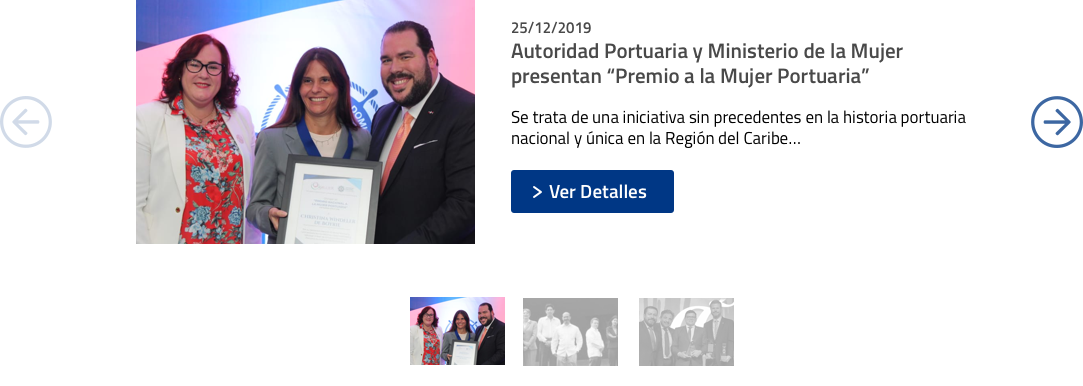 25/12/2019
Autoridad Portuaria y Ministerio de la Mujer
presentan “Premio a la Mujer Portuaria”
Se trata de una iniciativa sin precedentes en la historia portuaria
nacional y única en la Región del Caribe...
> Ver Detalles